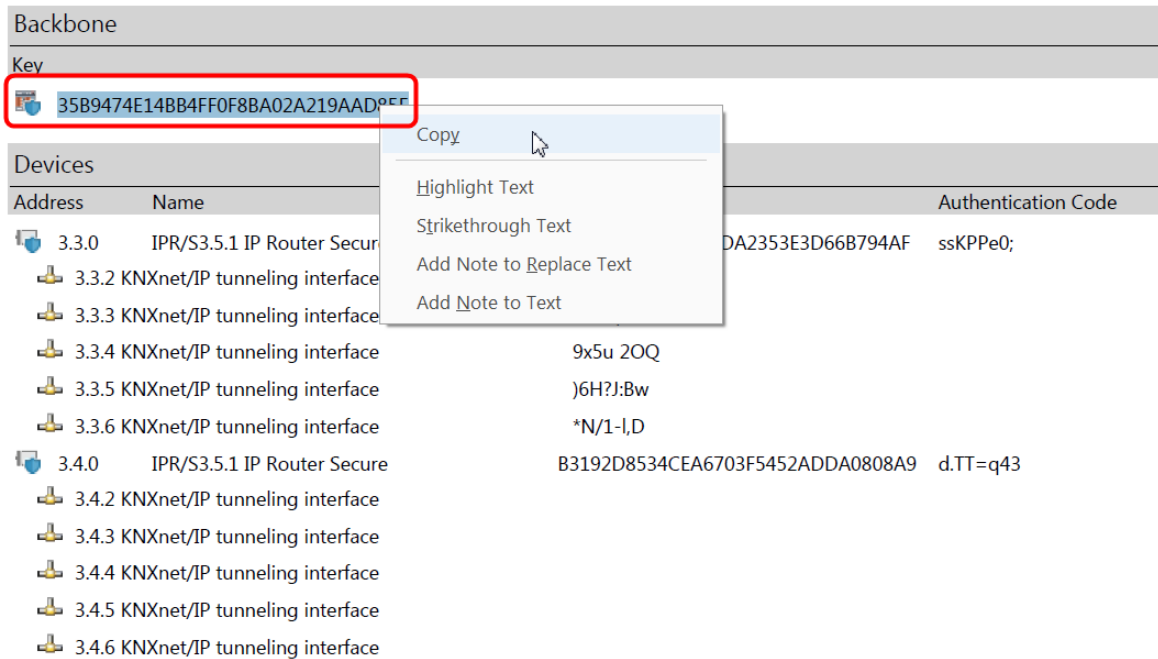 Backbone
Key
35B9474E14BB4FF0F8BA02A219AAD85F
Copy
Devices
Highlight Text
Address Name Authentication Code
Strikethrough Text
3.3.0 IPR/S3.5.1 IP Router Secure DA2353E3D66B794AF ssKPPe0;
Add Note to Replace Text
3.3.2 KNXnet/IP tunneling interface
Add Note to Text
3.3.3 KNXnet/IP tunneling interface
3.3.4 KNXnet/IP tunneling interface 9x5u 2OQ
3.3.5 KNXnet/IP tunneling interface )6H?J:Bw
3.3.6 KNXnet/IP tunneling interface *N/1-l,D
3.4.0 IPR/S3.5.1 IP Router Secure B3192D8534CEA6703F5452ADDA0808A9 d.TT=q43
3.4.2 KNXnet/IP tunneling interface
3.4.3 KNXnet/IP tunneling interface
3.4.4 KNXnet/IP tunneling interface
3.4.5 KNXnet/IP tunneling interface
3.4.6 KNXnet/IP tunneling interface